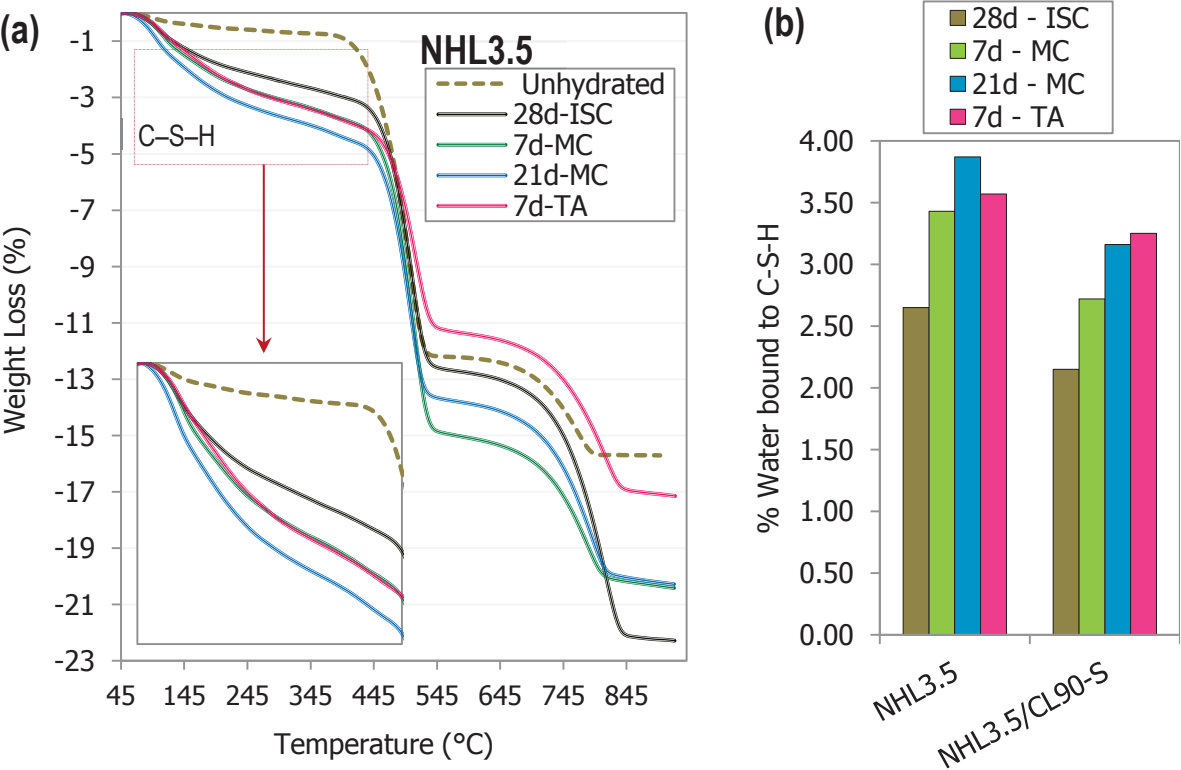 (a)
NHL3.5
Unhydrated
28d-ISC
7d-MC
21d-MC
7d-TA
C–S–H
Weight Loss (%)
-1
-3
-5
-7
-9
-11
-13
-15
-17
-19
-21
-23
45 145 245 345 445 545 645 745 845
Temperature (°C)
(b)
28d - ISC
7d - MC
21d - MC
7d - TA
% Water bound to C-S-H
4.00
3.50
3.00
2.50
2.00
1.50
1.00
0.50
0.00
NHL3.5
NHL3.5/CL90-S